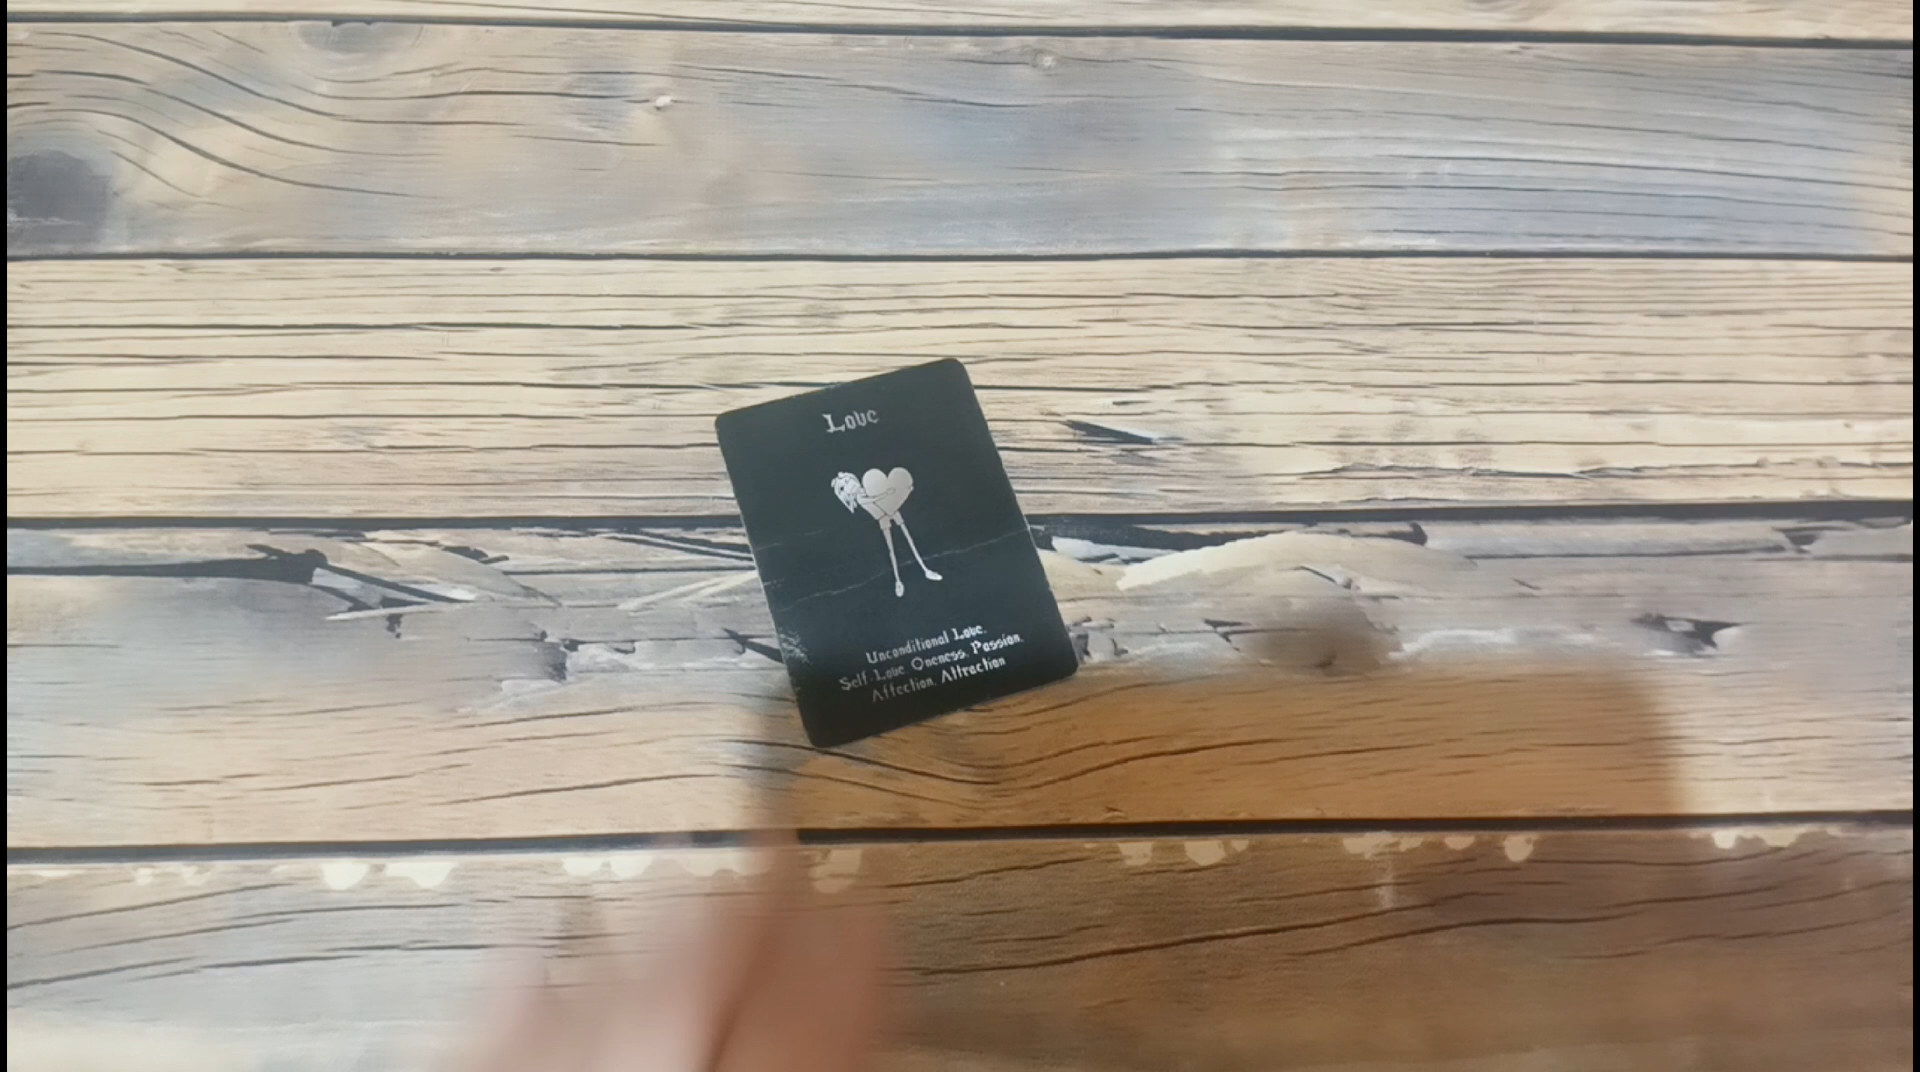 Love
Unconditional Love,
Self-Love, Oneness, Passion,
Affection, Attraction